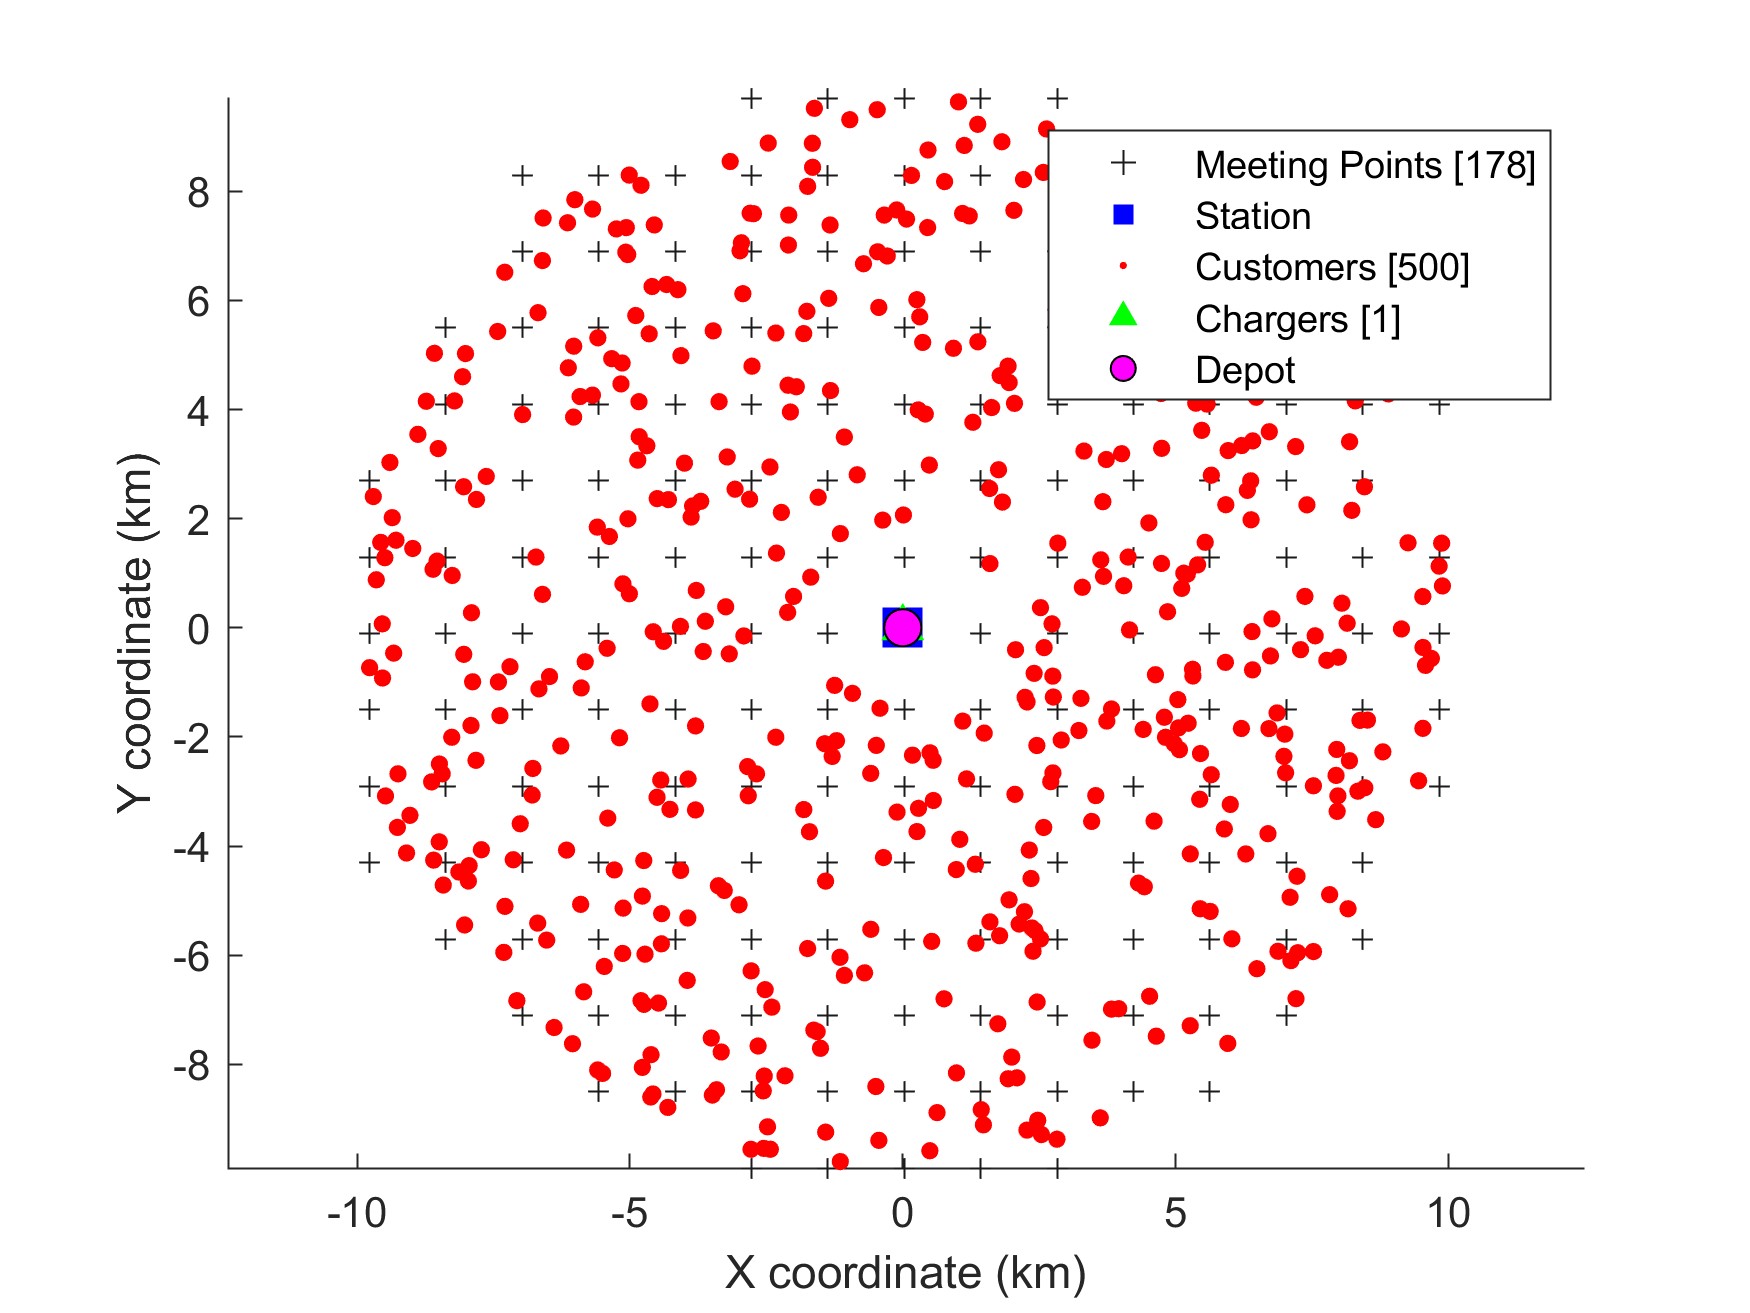 Meeting Points [178]
Station
Customers [500]
Chargers [1]
Depot
8
6
4
2
0
-2
-4
-6
-8
Y coordinate (km)
-10
-5
0
5
10
X coordinate (km)